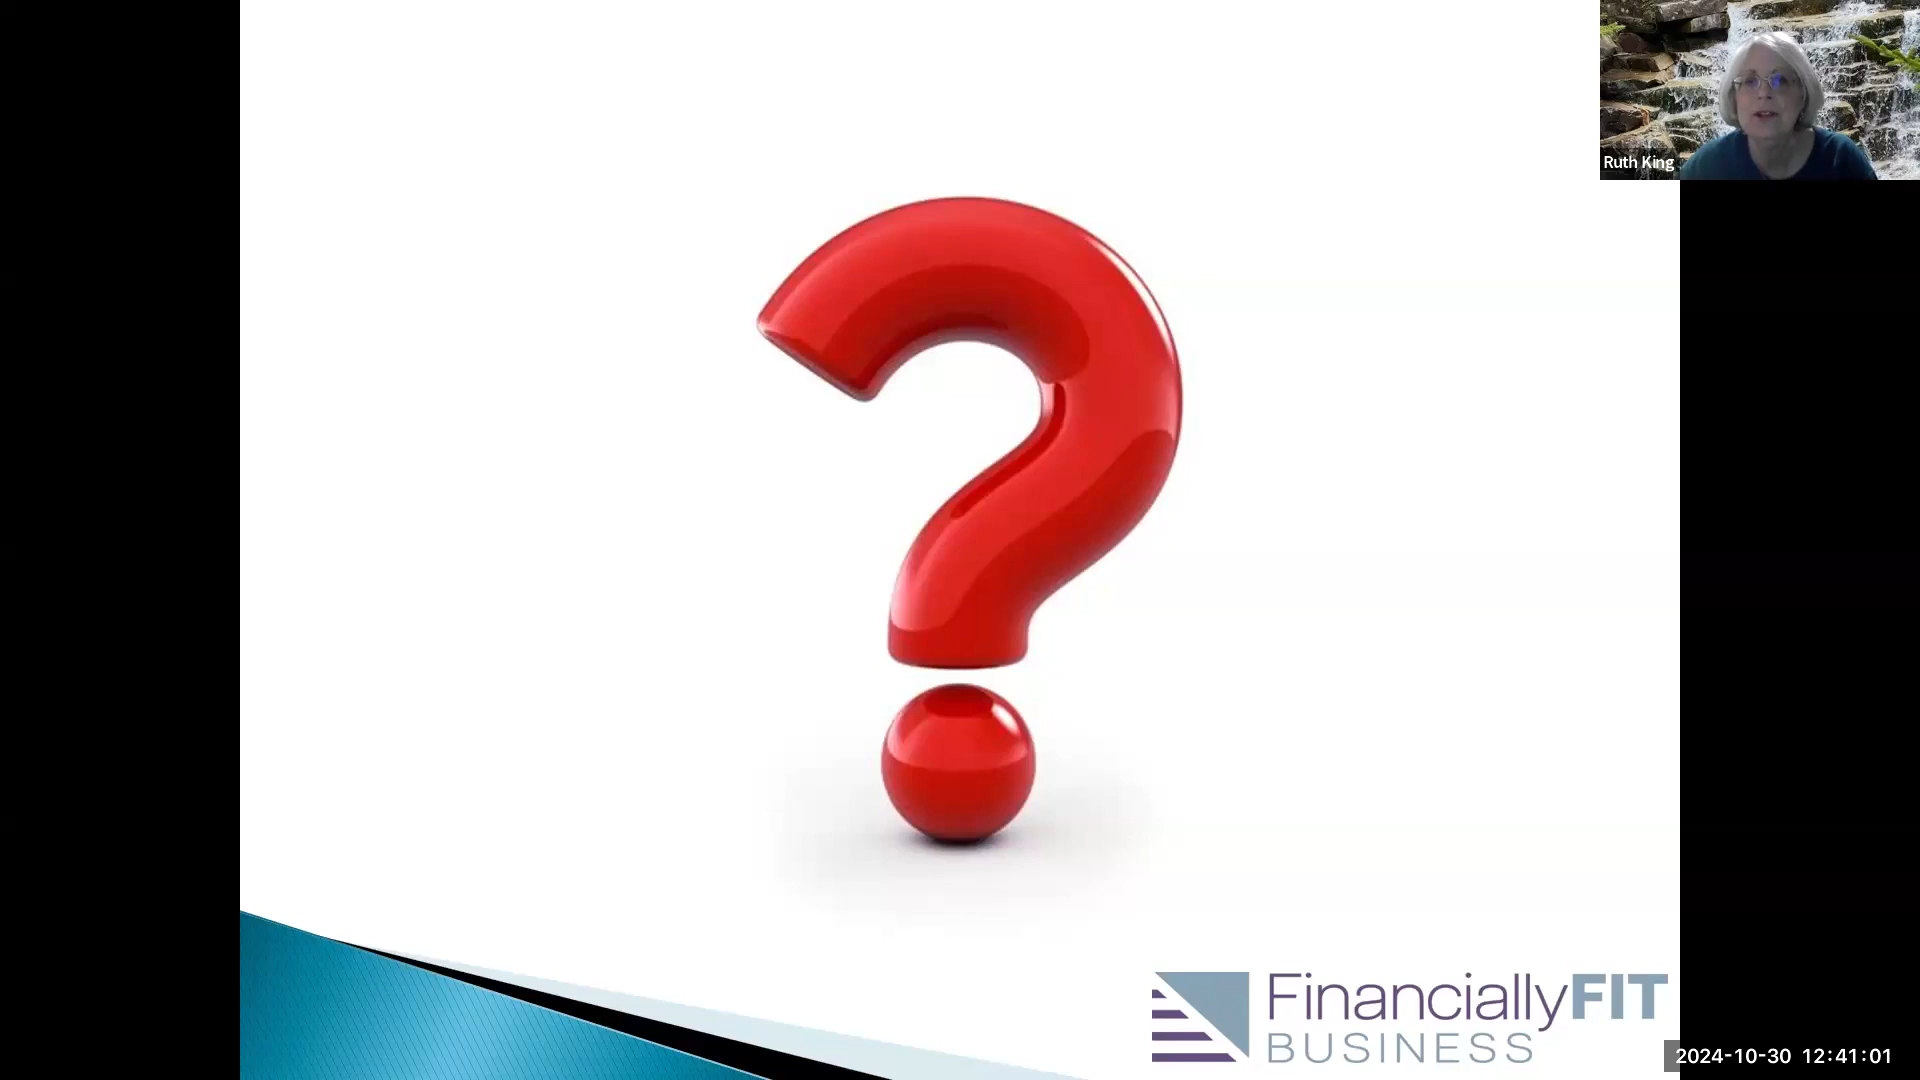 Ruth King
?
FinanciallyFIT
BUSINESS
2024-10-30 12:41:01